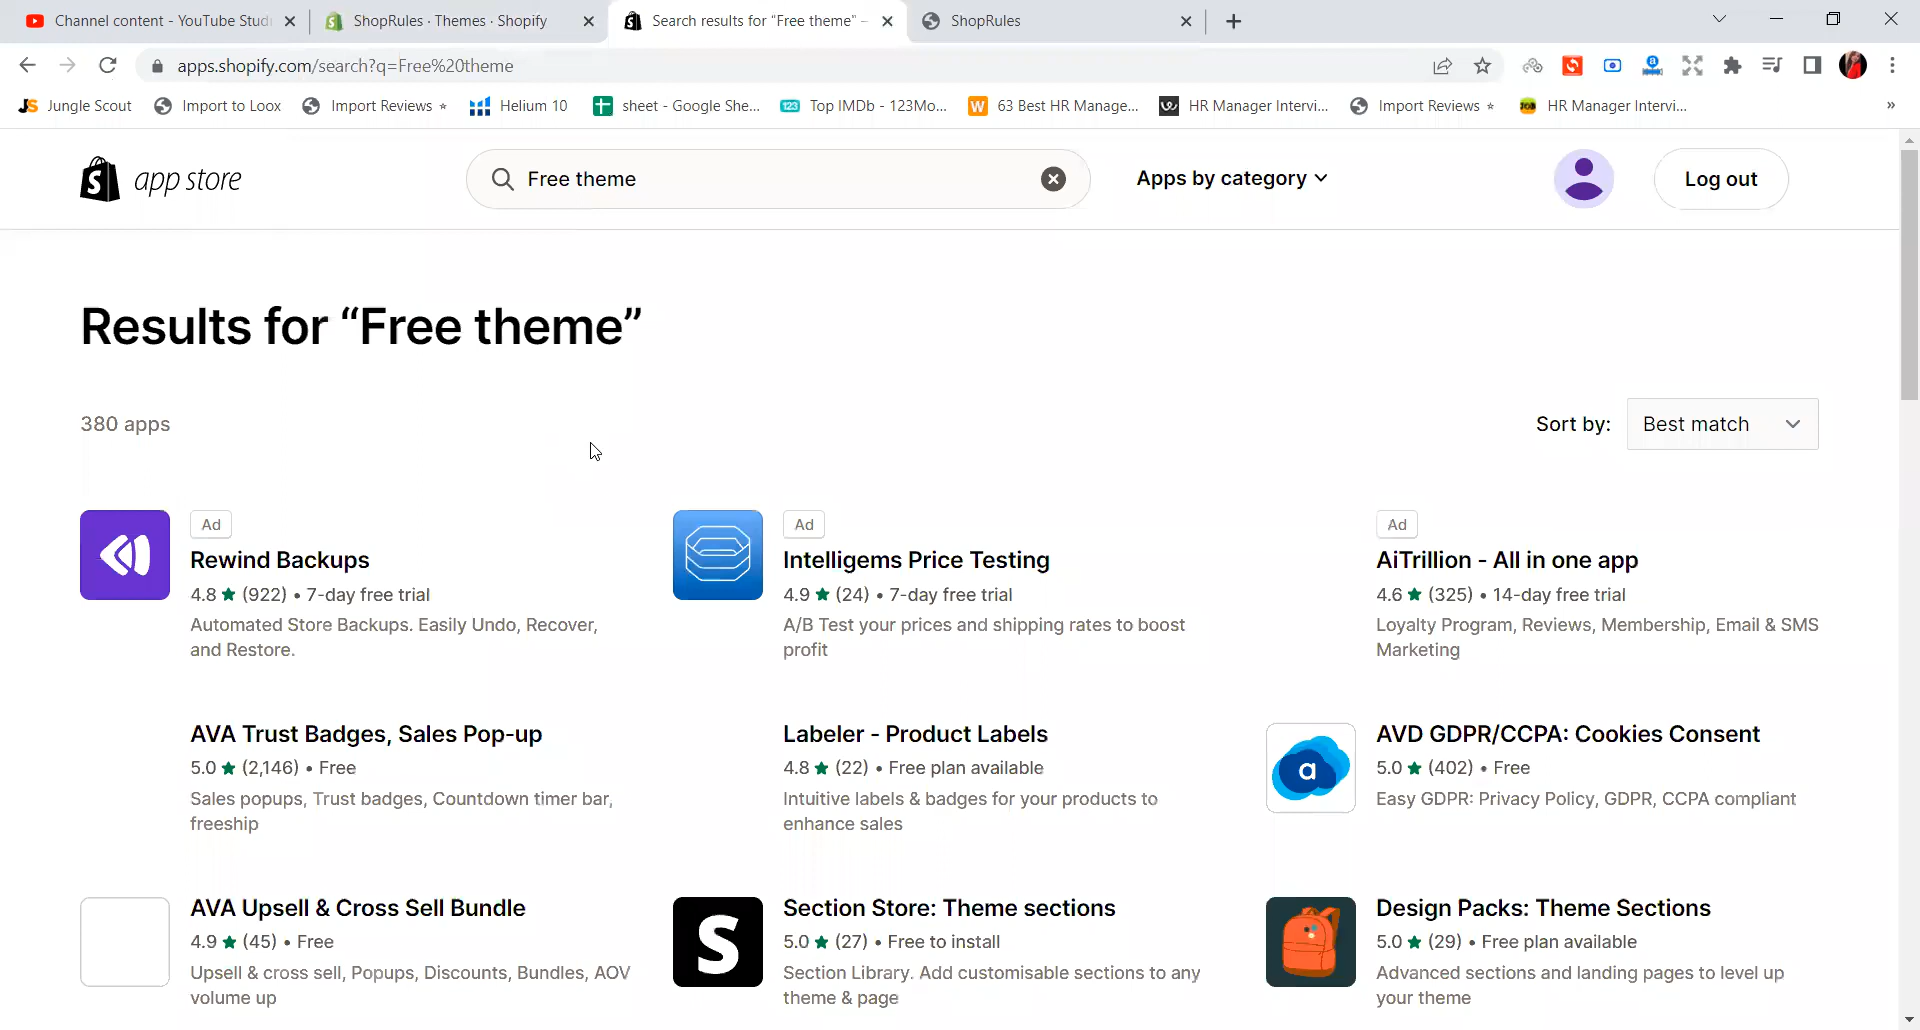 Channel content - YouTube Stud
ShopRules · Themes · Shopify
Search results for “Free theme” –
ShopRules
apps.shopify.com/search?q=Free%20theme
JS Jungle Scout
Import to Loox
Import Reviews ⭑
Helium 10
sheet - Google She...
123 Top IMDb - 123Mo...
W 63 Best HR Manage...
HR Manager Intervi...
Import Reviews ⭑
JOB HR Manager Intervi...
»
app store
Free theme
Apps by category
Log out
Results for “Free theme”
380 apps
Sort by:
Best match
Ad
Rewind Backups
4.8 ★ (922) • 7-day free trial
Automated Store Backups. Easily Undo, Recover,
and Restore.
Ad
Intelligems Price Testing
4.9 ★ (24) • 7-day free trial
A/B Test your prices and shipping rates to boost
profit
Ad
AiTrillion - All in one app
4.6 ★ (325) • 14-day free trial
Loyalty Program, Reviews, Membership, Email & SMS
Marketing
AVA Trust Badges, Sales Pop-up
5.0 ★ (2,146) • Free
Sales popups, Trust badges, Countdown timer bar,
freeship
Labeler - Product Labels
4.8 ★ (22) • Free plan available
Intuitive labels & badges for your products to
enhance sales
a
AVD GDPR/CCPA: Cookies Consent
5.0 ★ (402) • Free
Easy GDPR: Privacy Policy, GDPR, CCPA compliant
AVA Upsell & Cross Sell Bundle
4.9 ★ (45) • Free
Upsell & cross sell, Popups, Discounts, Bundles, AOV
volume up
S
Section Store: Theme sections
5.0 ★ (27) • Free to install
Section Library. Add customisable sections to any
theme & page
Design Packs: Theme Sections
5.0 ★ (29) • Free plan available
Advanced sections and landing pages to level up
your theme